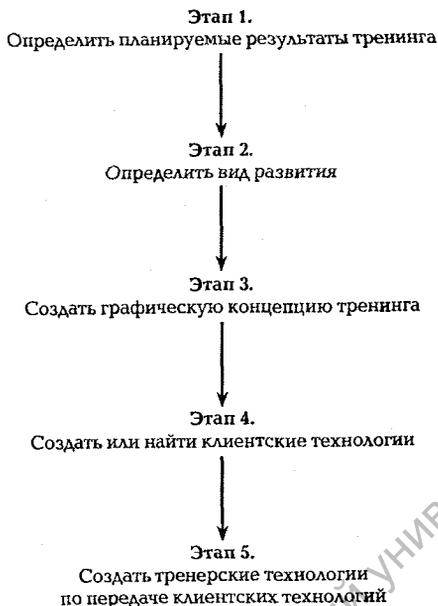 Этап 1.
Определить планируемые результаты тренинга
Этап 2.
Определить вид развития
Этап 3.
Создать графическую концепцию тренинга
Этап 4.
Создать или найти клиентские технологии
Этап 5.
Создать тренерские технологии
по передаче клиентских технологий